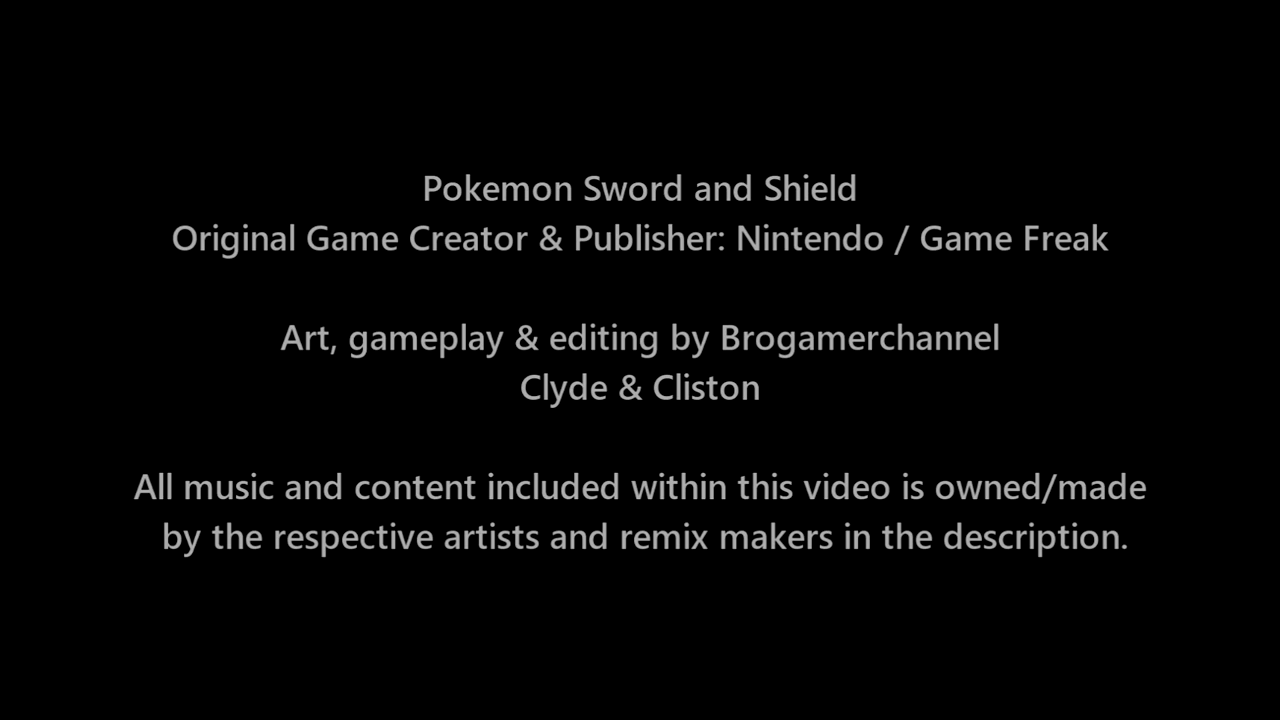 Pokemon Sword and Shield
Original Game Creator & Publisher: Nintendo / Game Freak
Art, gameplay & editing by Brogamerchannel
Clyde & Cliston
All music and content included within this video is owned/made
by the respective artists and remix makers in the description.